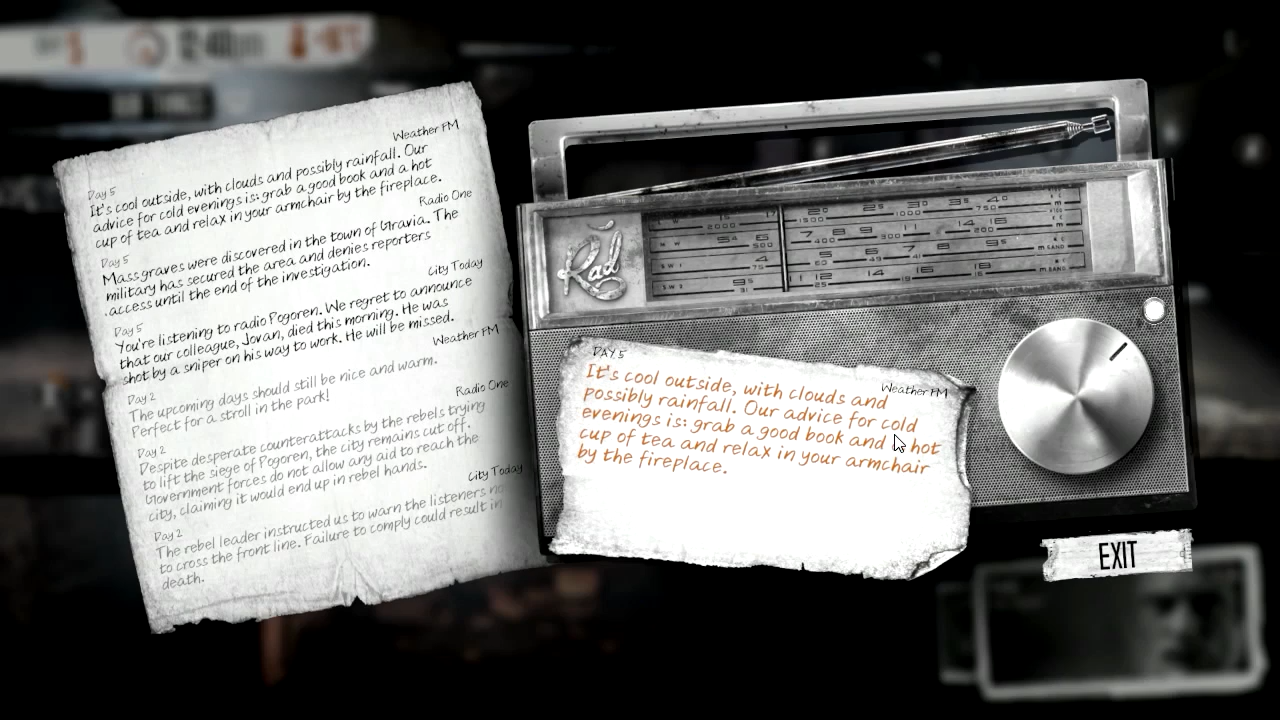 Weather FM
Day 5
It's cool outside, with clouds and possibly rainfall. Our
advice for cold evenings is: grab a good book and a hot
cup of tea and relax in your armchair by the fireplace.
Radio One
Day 5
Mass graves were discovered in the town of Gravia. The
military has secured the area and denies reporters
access until the end of the investigation.
City Today
Day 5
You're listening to radio Pogoren. We regret to announce
that our colleague, Jovan, died this morning. He was
shot by a sniper on his way to work. He will be missed.
Weather FM
Day 2
The upcoming days should still be nice and warm.
Perfect for a stroll in the park!
Radio One
Day 2
Despite desperate counterattacks by the rebels trying
to lift the siege of Pogoren, the city remains cut off.
Government forces do not allow any aid to reach the
city, claiming it would end up in rebel hands.
City Today
Day 2
The rebel leader instructed us to warn the listeners
to cross the front line. Failure to comply could result in
death.
Rad
DAY 5
Weather FM
It's cool outside, with clouds and
possibly rainfall. Our advice for cold
evenings is: grab a good book and hot
cup of tea and relax in your armchair
by the fireplace.
EXIT